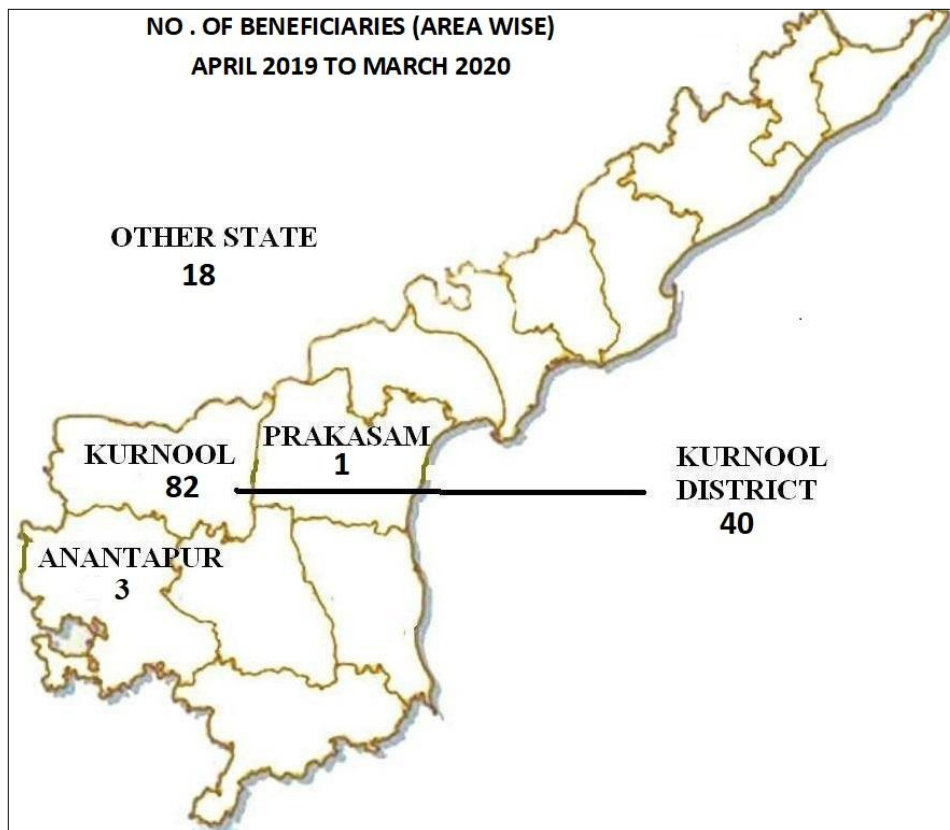 NO . OF BENEFICIARIES (AREA WISE)
APRIL 2019 TO MARCH 2020
OTHER STATE
18
KURNOOL
82
PRAKASAM
1
KURNOOL
DISTRICT
40
ANANTAPUR
3